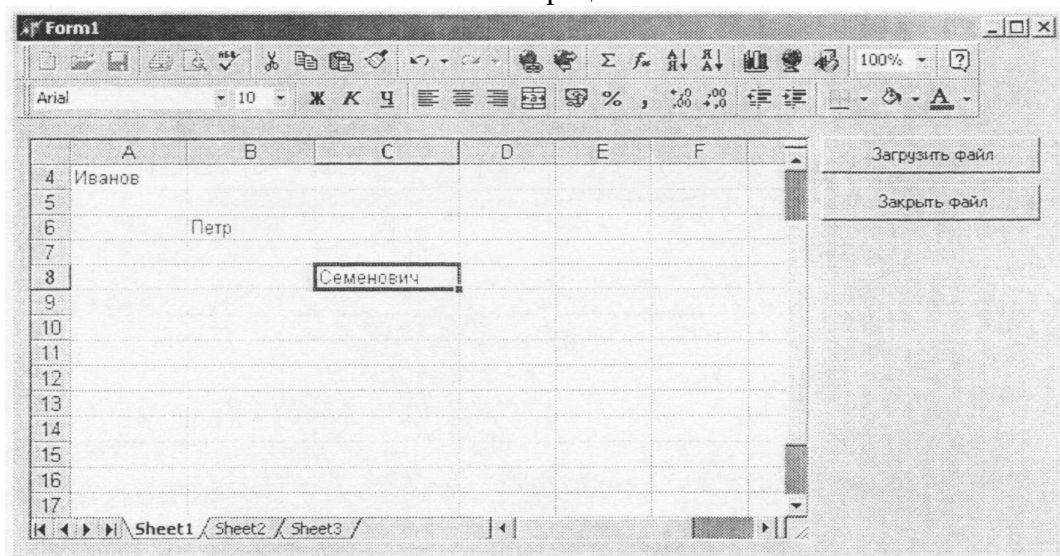 Form1
100%
Arial 10 Ж К Ч
A B C D E F
Загрузить файл
4 Иванов
Закрыть файл
5
6 Петр
7
8 Семенович
9
10
11
12
13
14
15
16
17
Sheet1 Sheet2 Sheet3